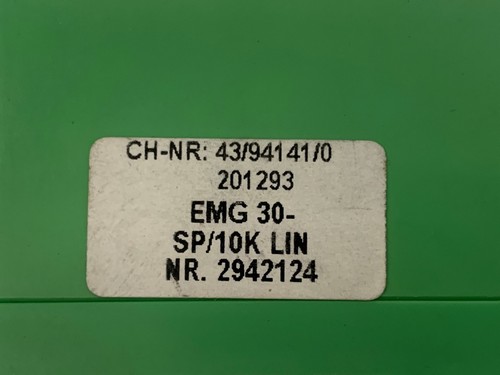 CH-NR: 43/94141/0
201293
EMG 30-
SP/10K LIN
NR. 2942124